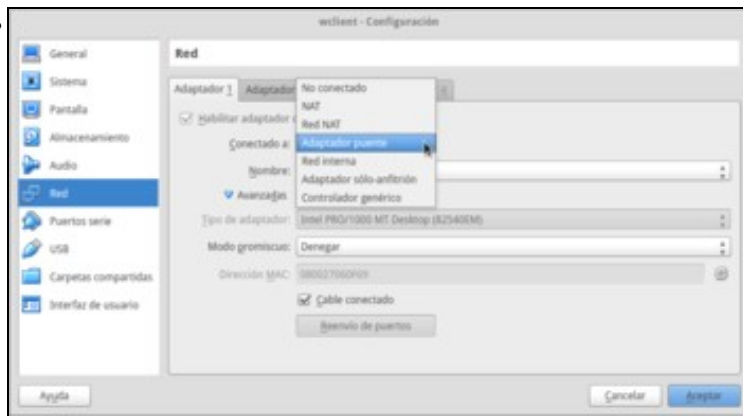 wclient - Configuración
General
Sistema
Pantalla
Almacenamiento
Audio
Red
Puertos serie
USB
Carpetas compartidas
Interfaz de usuario
Red
Adaptador 1
Adaptador
4
Habilitar adaptador
Conectado a:
No conectado
NAT
Red NAT
Adaptador puente
Red interna
Adaptador sólo-anfitrión
Controlador genérico
Nombre:
Avanzadas
Tipo de adaptador: Intel PRO/1000 MT Desktop (82540EM)
Modo promiscuo: Denegar
Dirección MAC:
Cable conectado
Reenvío de puertos
Ayuda
Cancelar
Aceptar